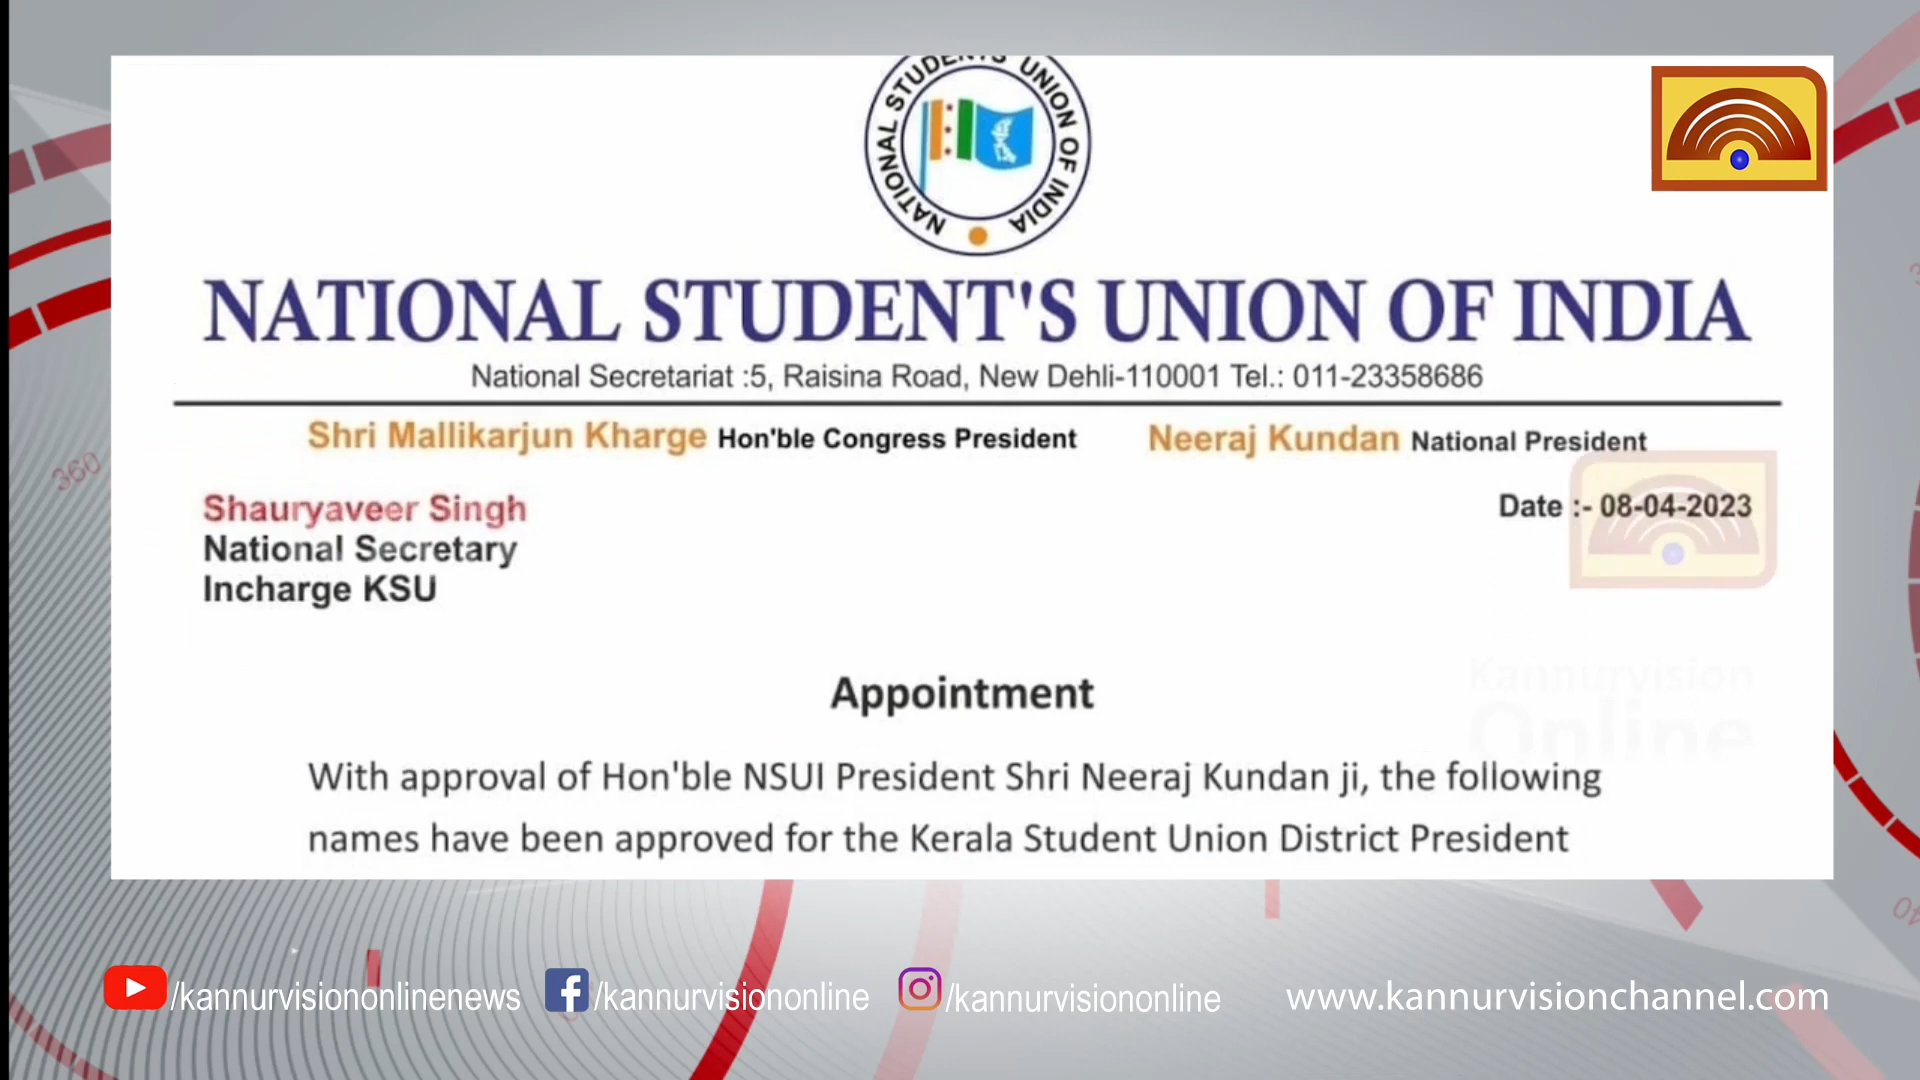 NATIONAL STUDENTS' UNION OF INDIA
NATIONAL STUDENT'S UNION OF INDIA
National Secretariat :5, Raisina Road, New Dehli-110001 Tel.: 011-23358686
Shri Mallikarjun Kharge Hon'ble Congress President Neeraj Kundan National President
Shauryaveer Singh
Date :- 08-04-2023
National Secretary
Incharge KSU
Kannurvision
Online
Appointment
With approval of Hon'ble NSUI President Shri Neeraj Kundan ji, the following
names have been approved for the Kerala Student Union District President
360
/kannurvisiononlinenews /kannurvisiononline /kannurvisiononline www.kannurvisionchannel.com